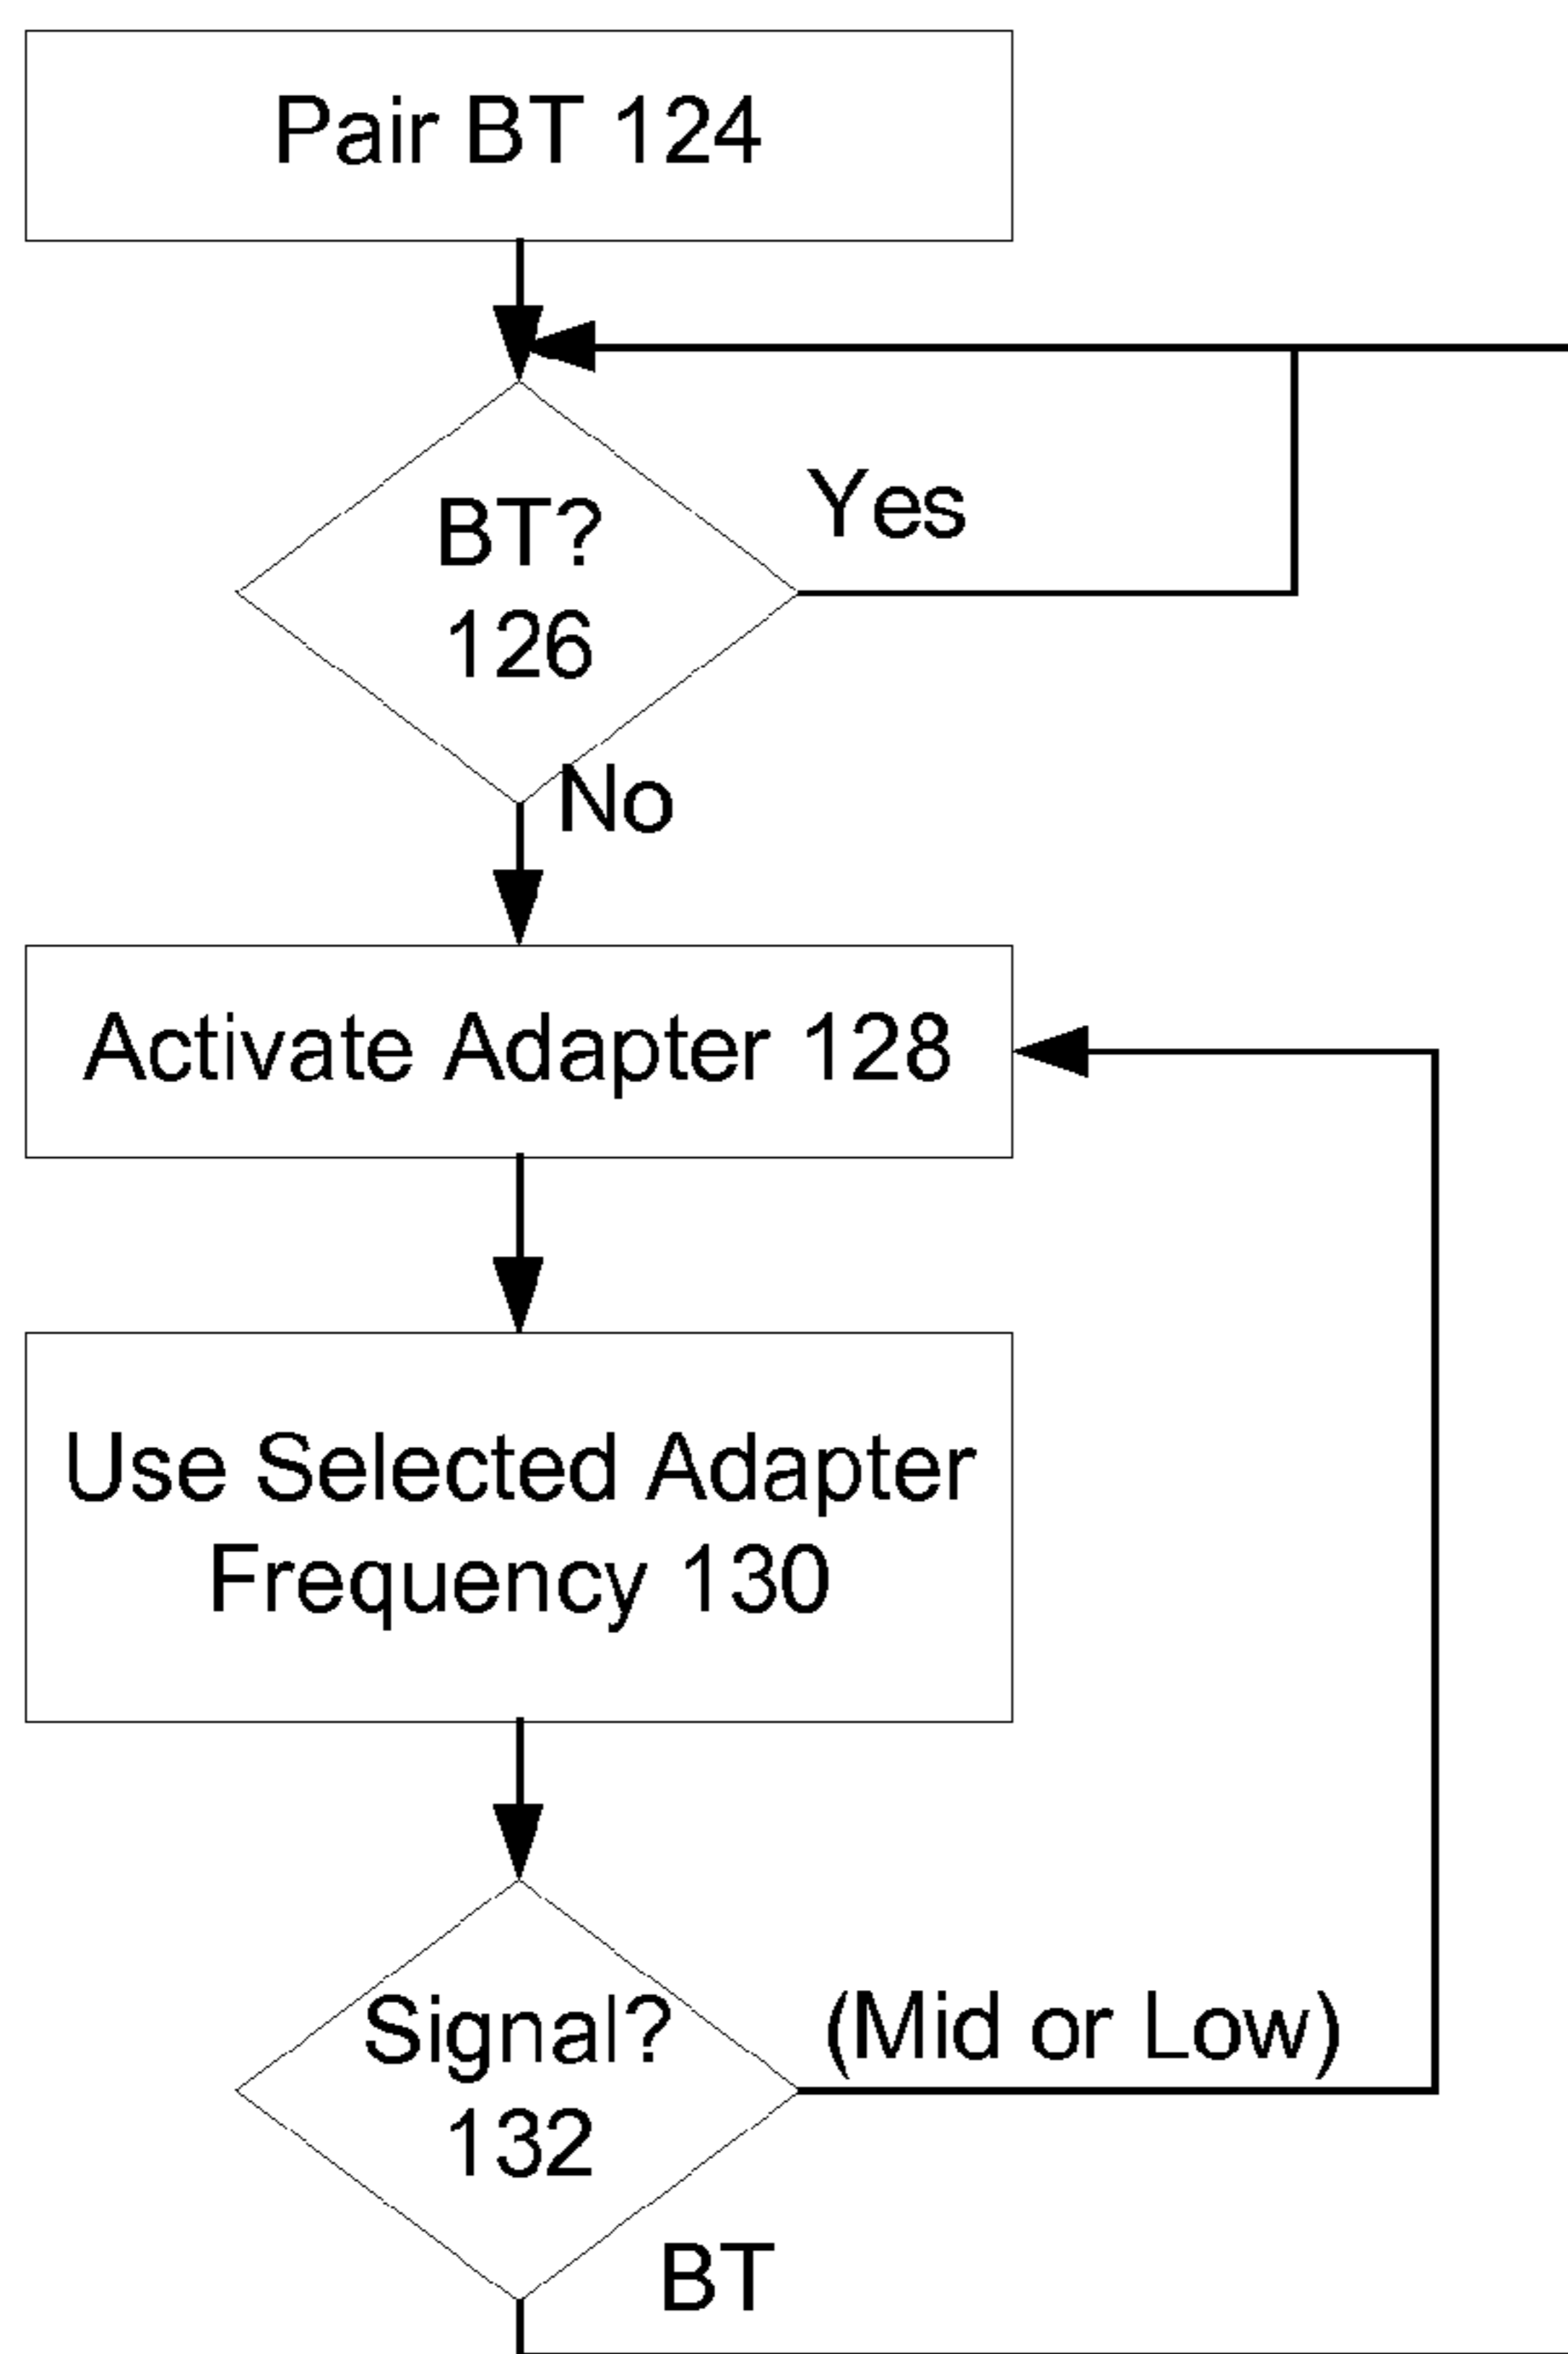 Pair BT 124
BT?
126
Yes
No
Activate Adapter 128
Use Selected Adapter
Frequency 130
Signal?
132
(Mid or Low)
BT